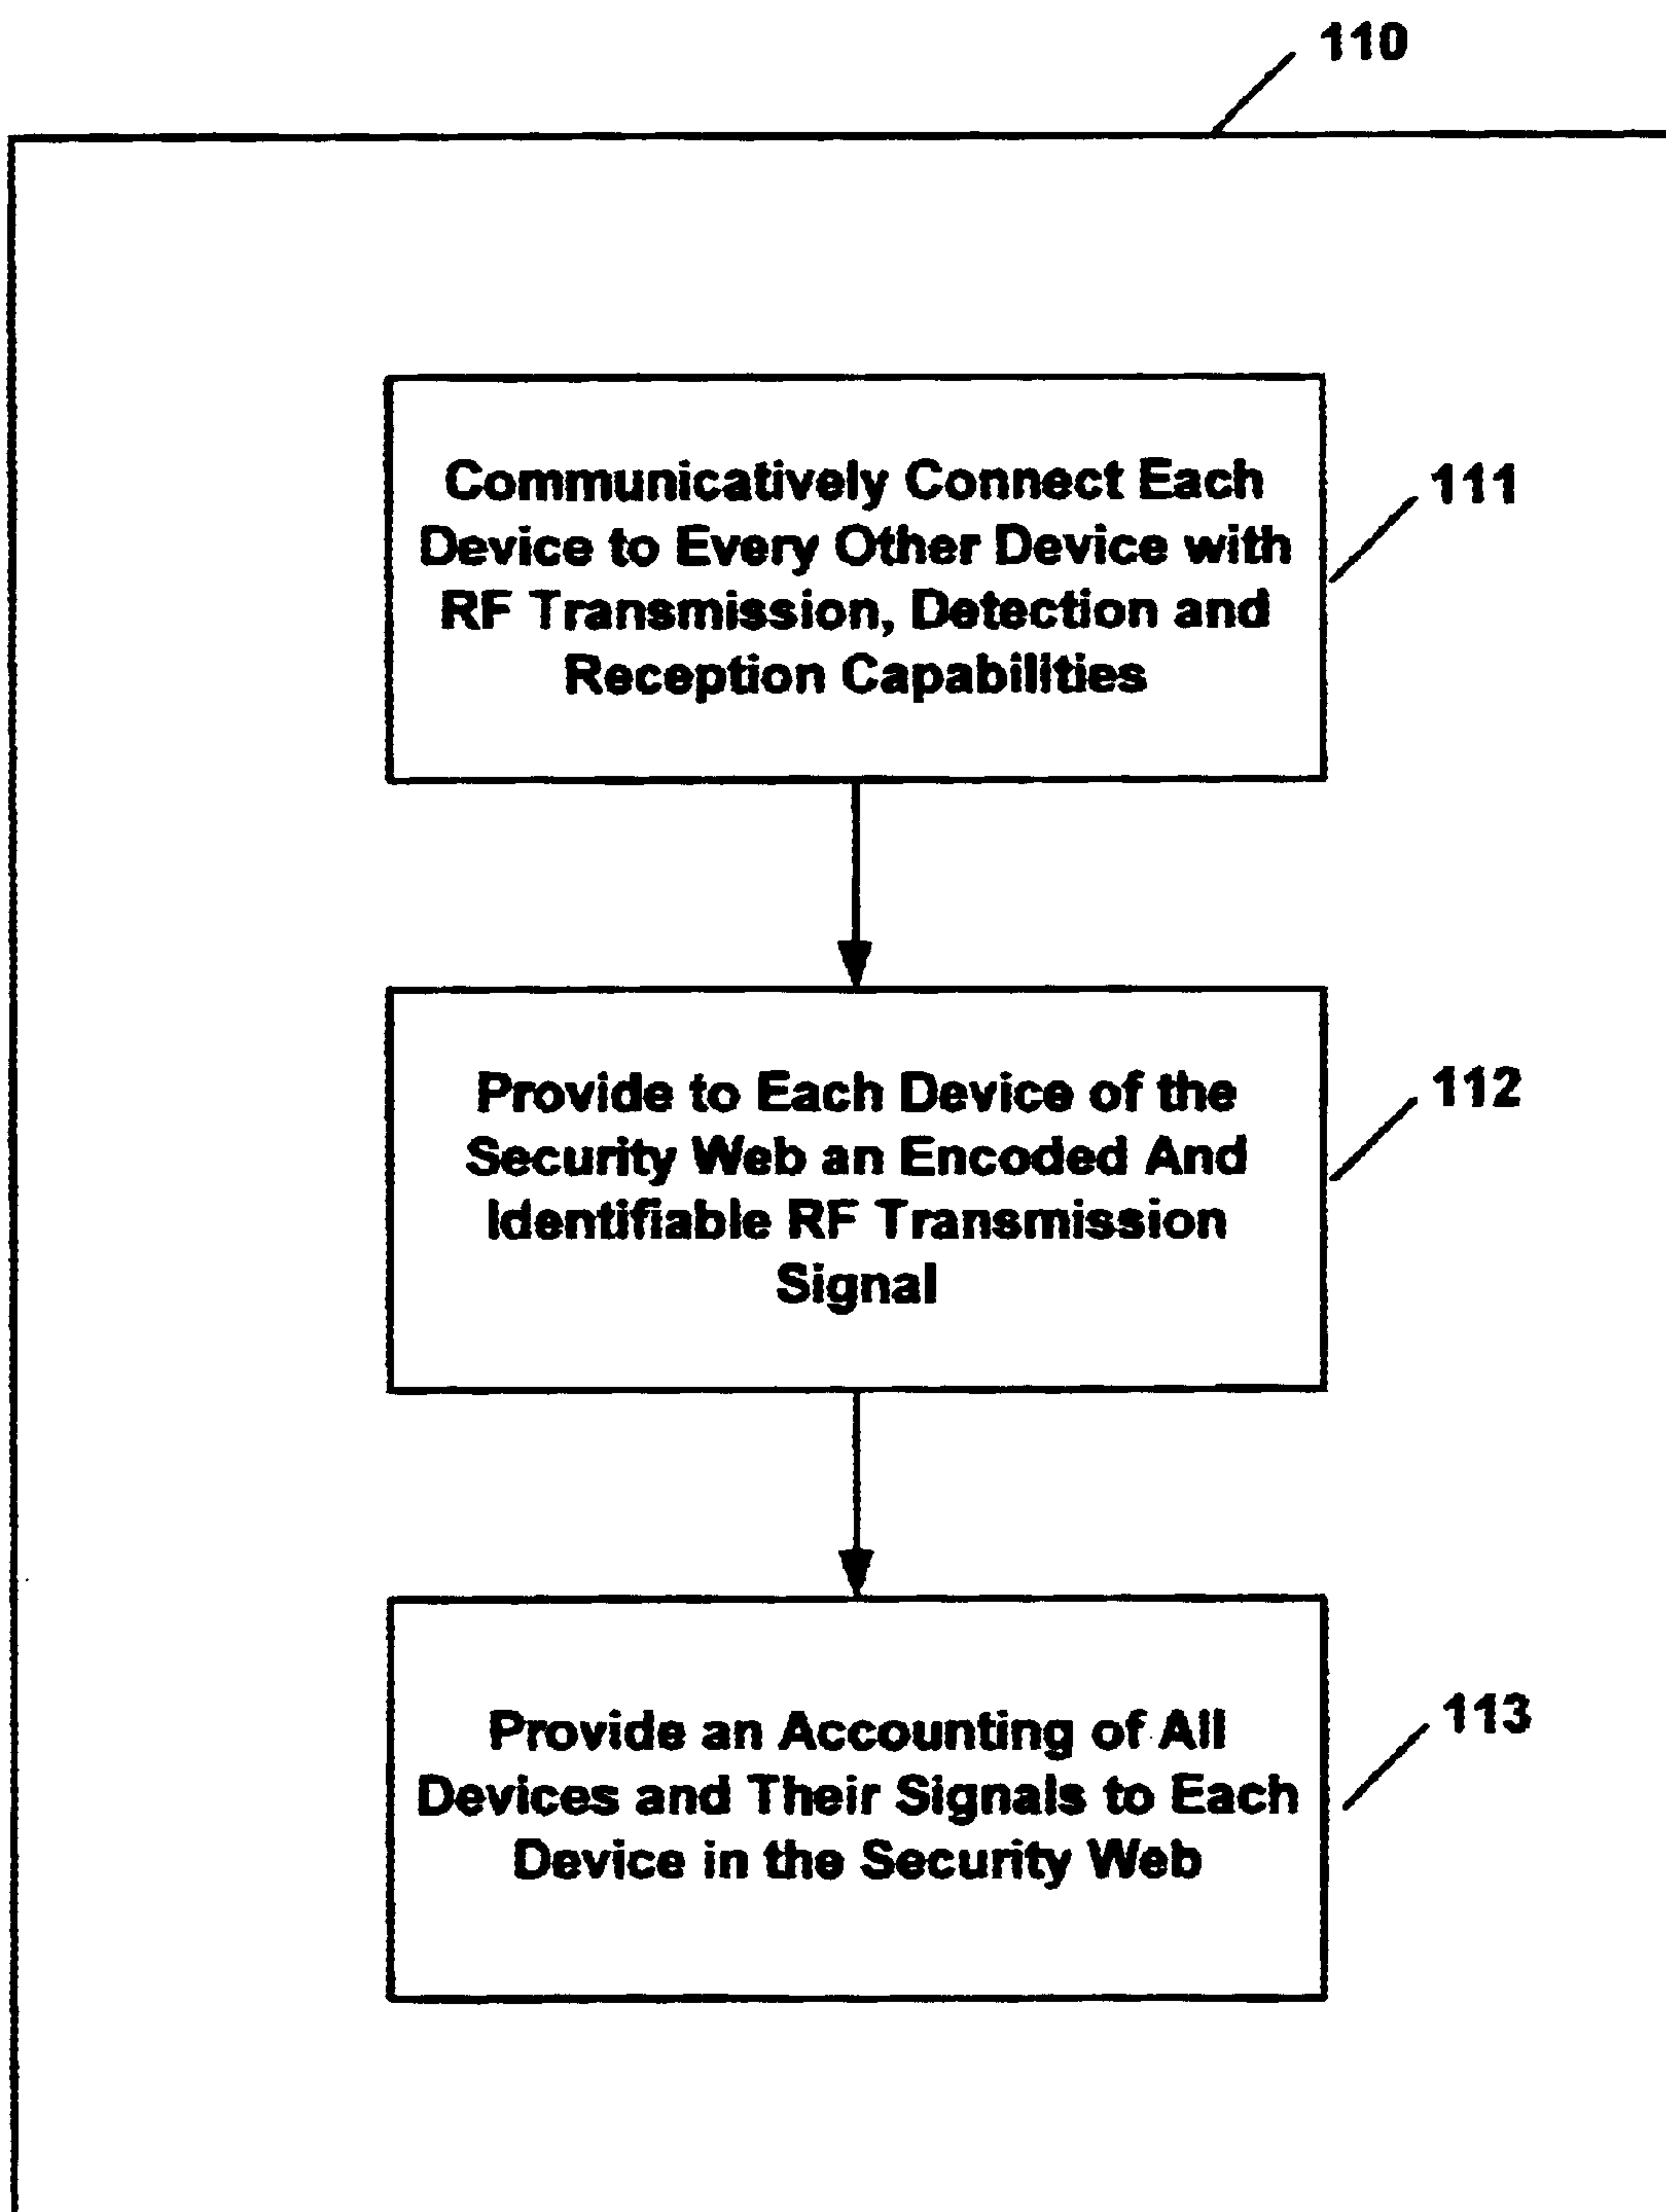 110
Communicatively Connect Each
Device to Every Other Device with
RF Transmission, Detection and
Reception Capabilities
111
Provide to Each Device of the
Security Web an Encoded And
Identifiable RF Transmission
Signal
112
Provide an Accounting of All
Devices and Their Signals to Each
Device in the Security Web
113